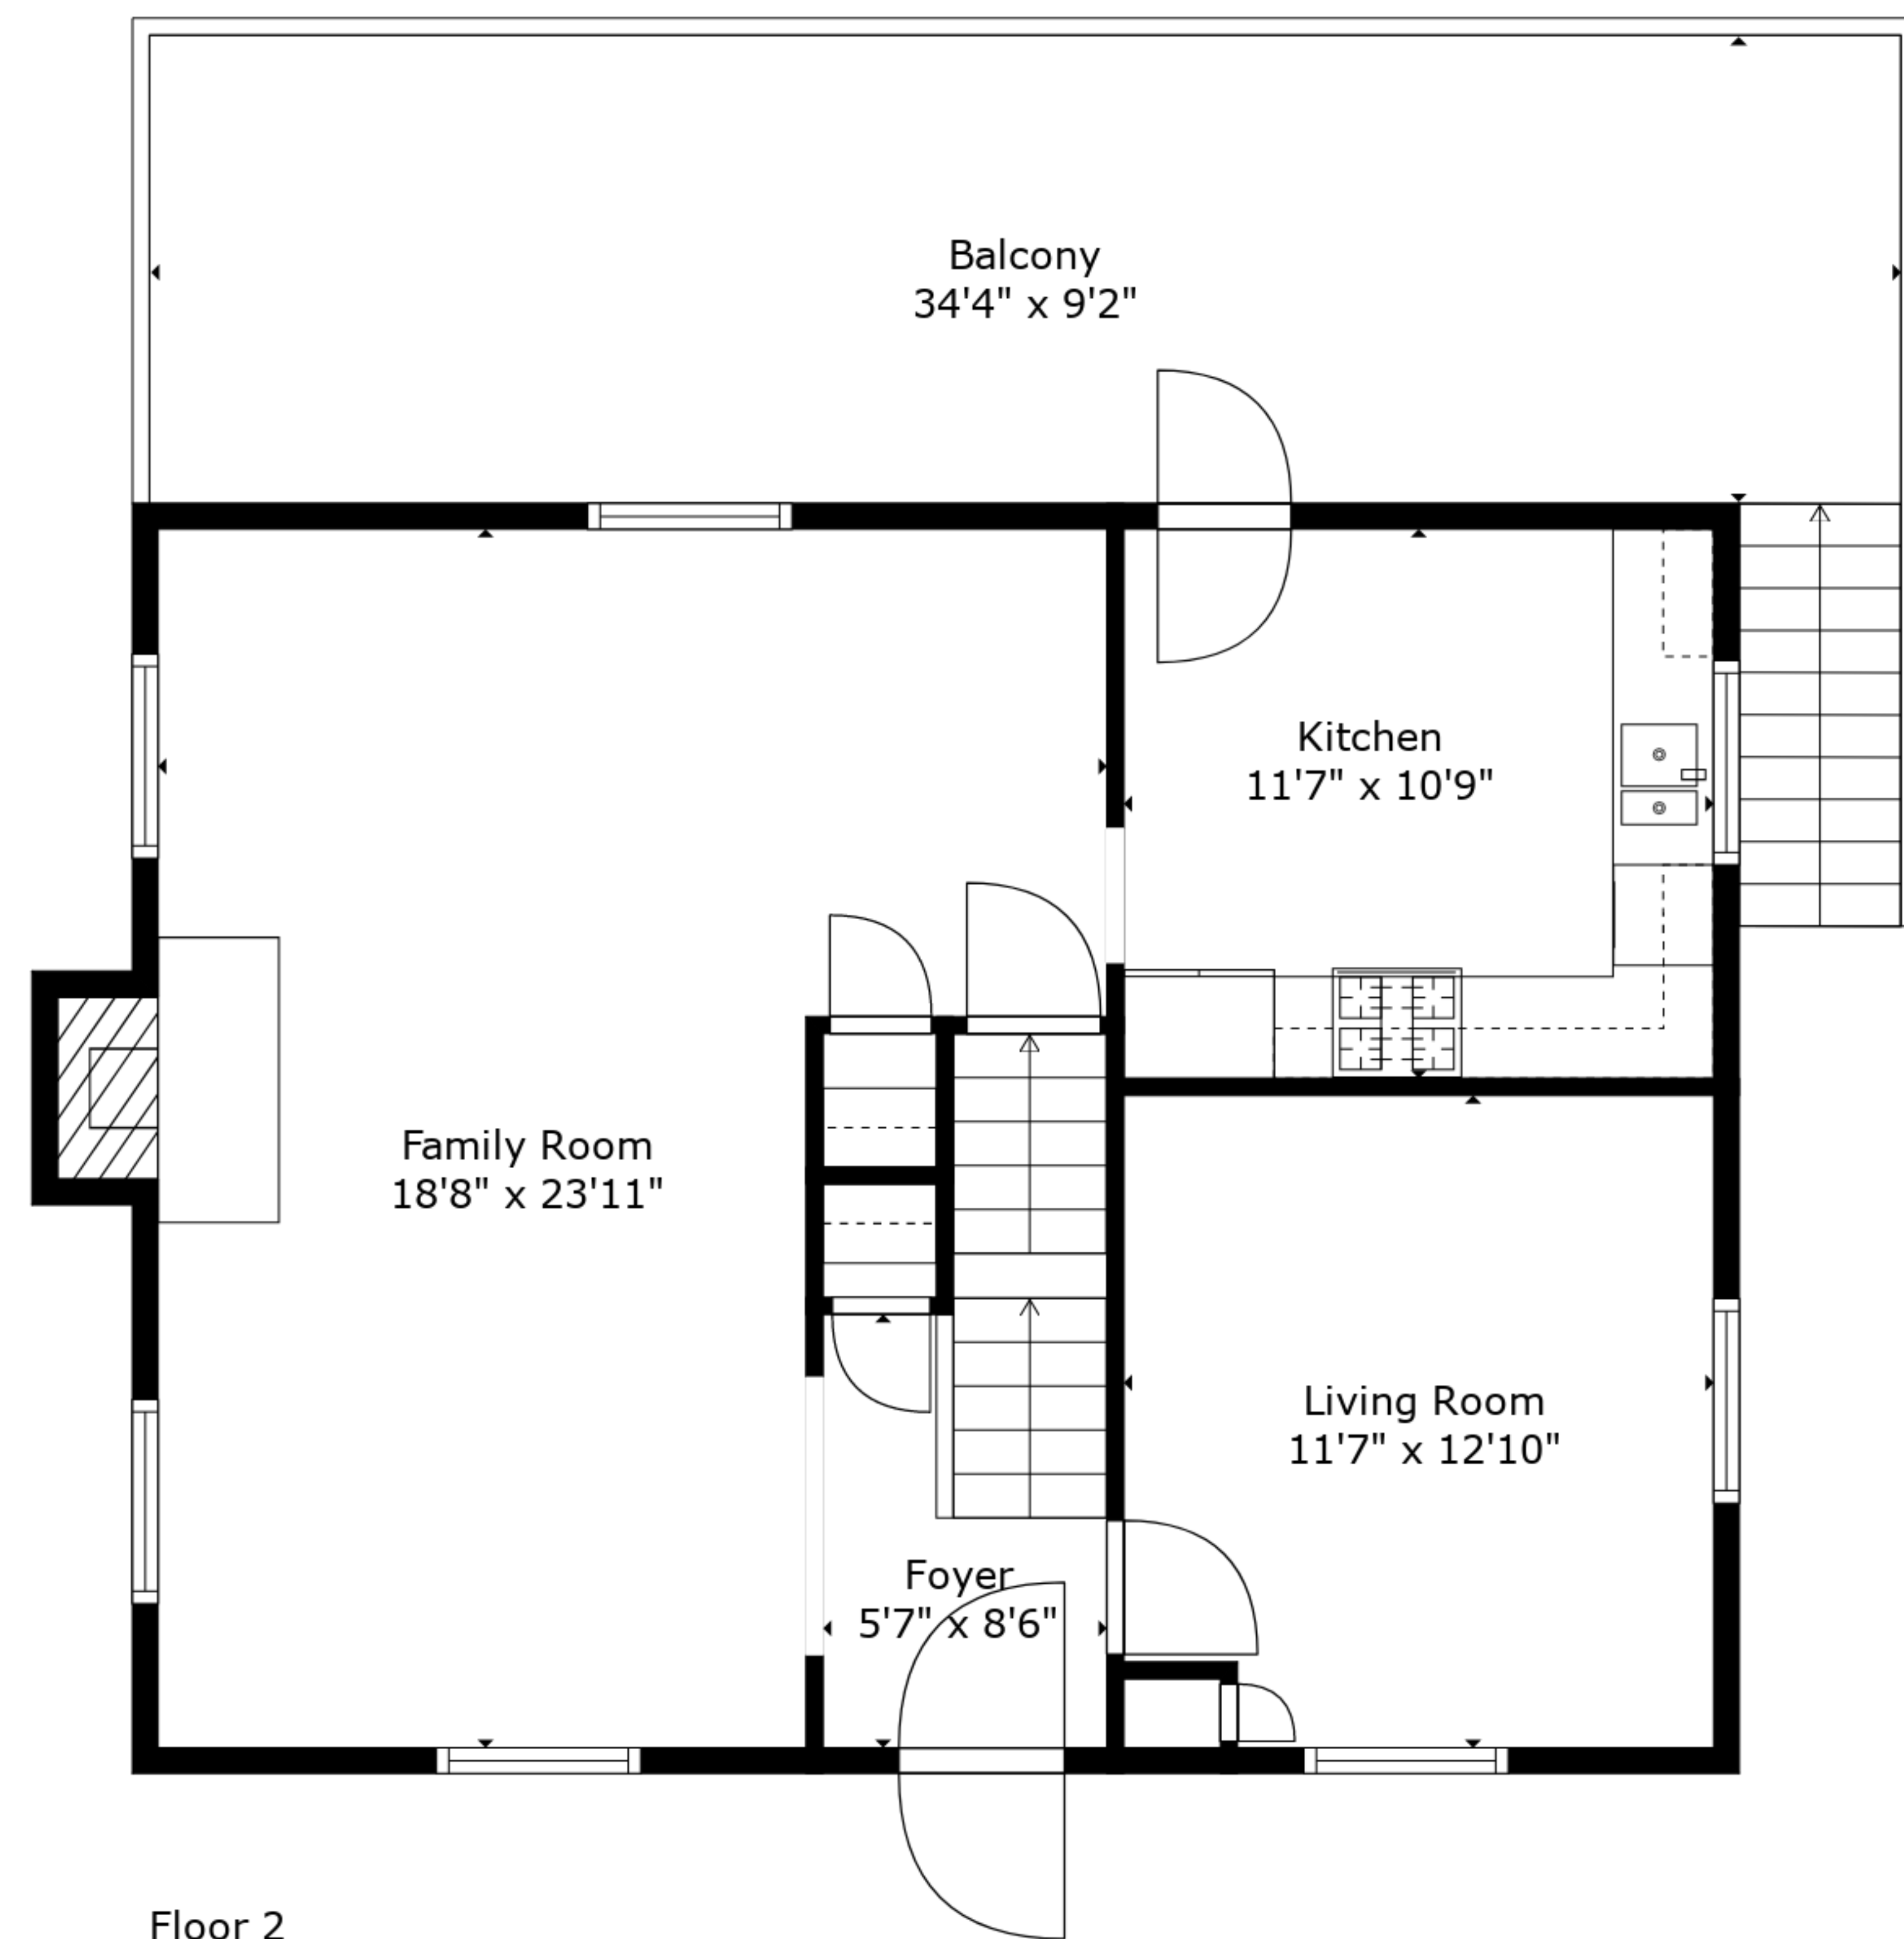 Balcony
34'4" x 9'2"
Kitchen
11'7" x 10'9"
Family Room
18'8" x 23'11"
Living Room
11'7" x 12'10"
Foyer
5'7" x 8'6"
Floor 2